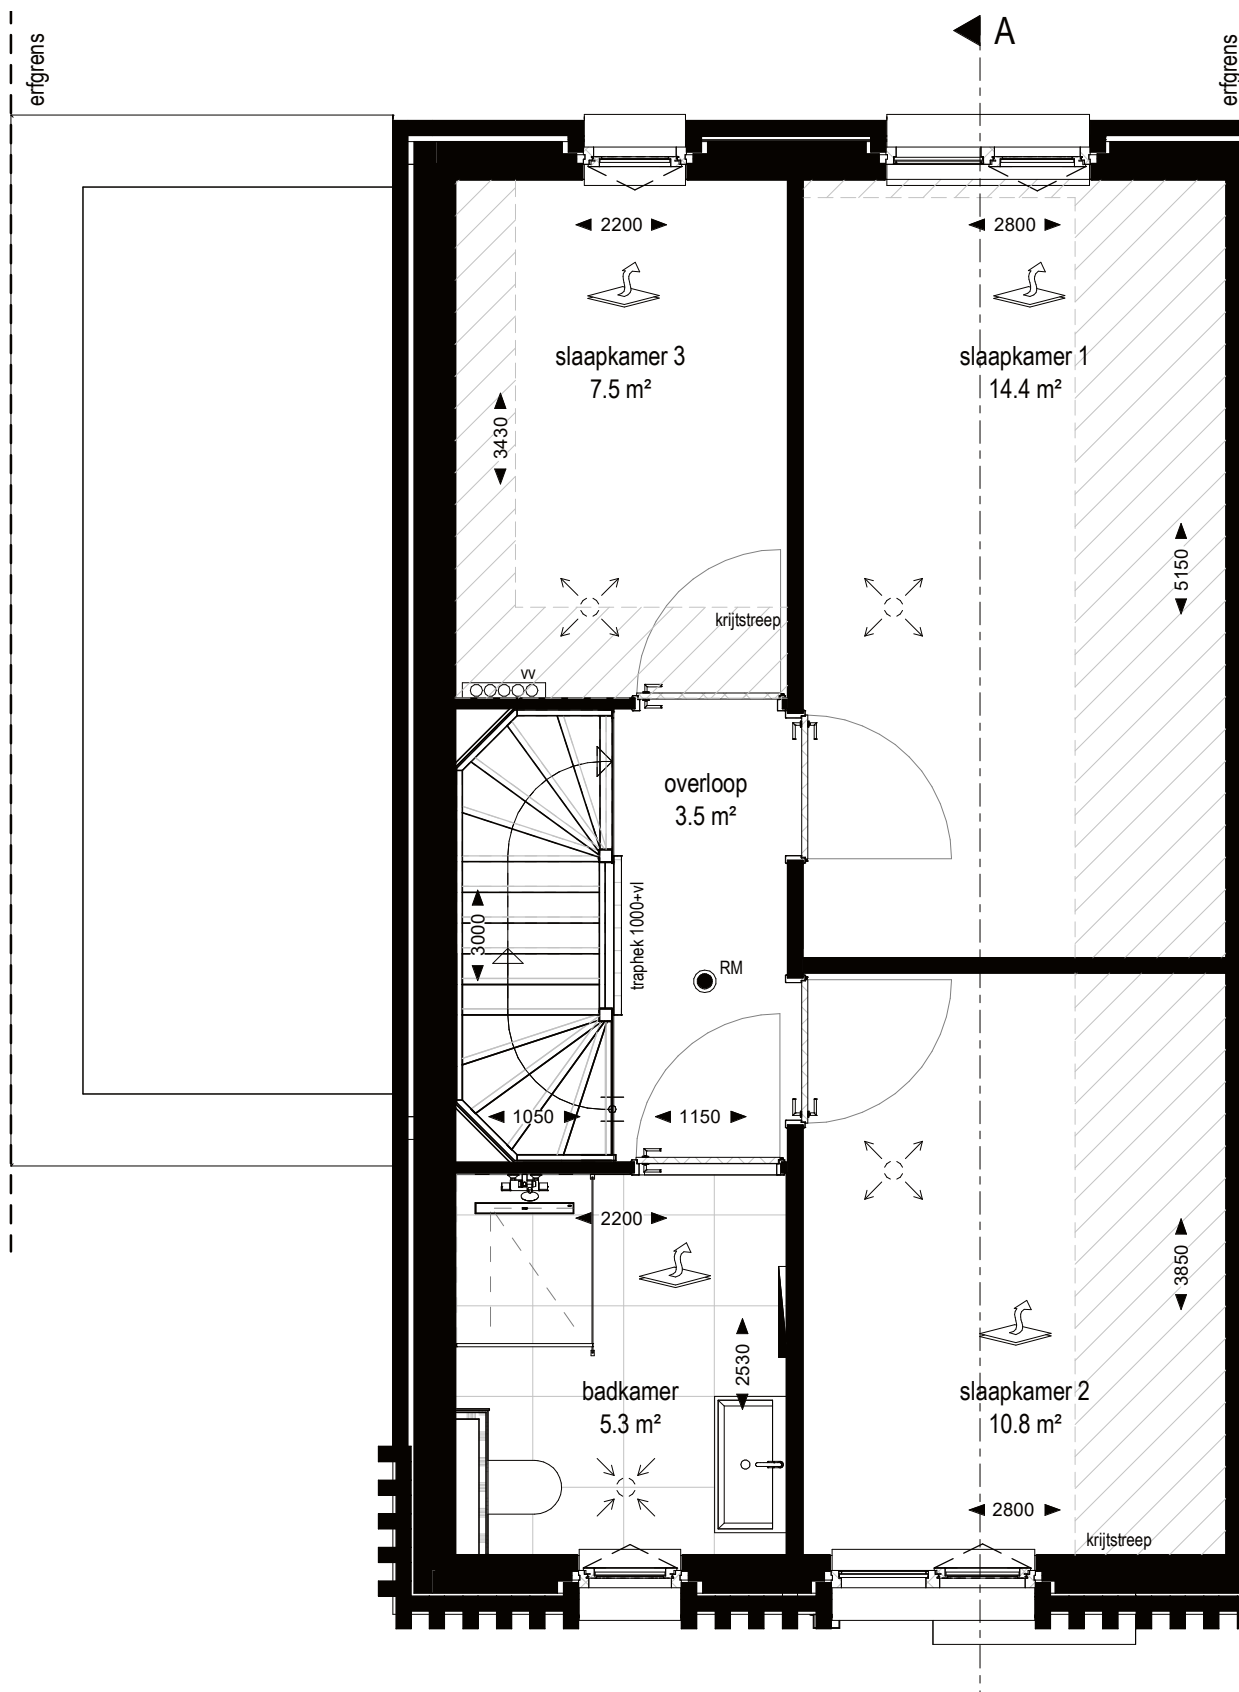 erfgrens
A
erfgrens
2200
2800
slaapkamer 3
7.5 m²
slaapkamer 1
14.4 m²
3430
5150
krijtstreep
vv
overloop
3.5 m²
traphek 1000+vl
3000
RM
1050
1150
2200
3850
2530
badkamer
5.3 m²
slaapkamer 2
10.8 m²
2800
krijtstreep